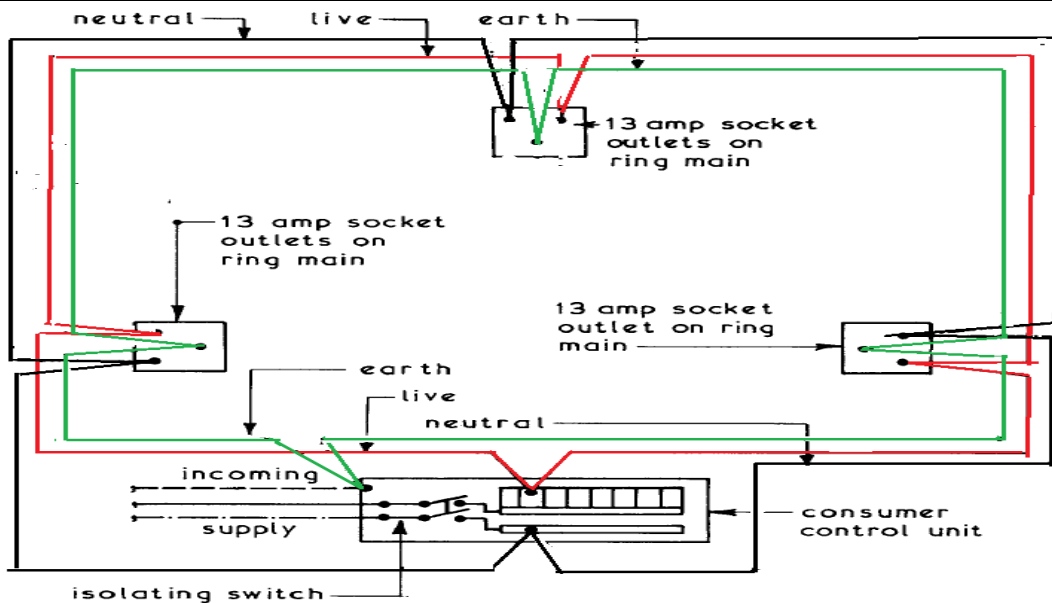 neutral
live
earth
13 amp socket
outlets on
ring main
13 amp socket
outlets on
ring main
13 amp socket
outlet on ring
main
earth
live
neutral
incoming
supply
consumer
control unit
isolating switch